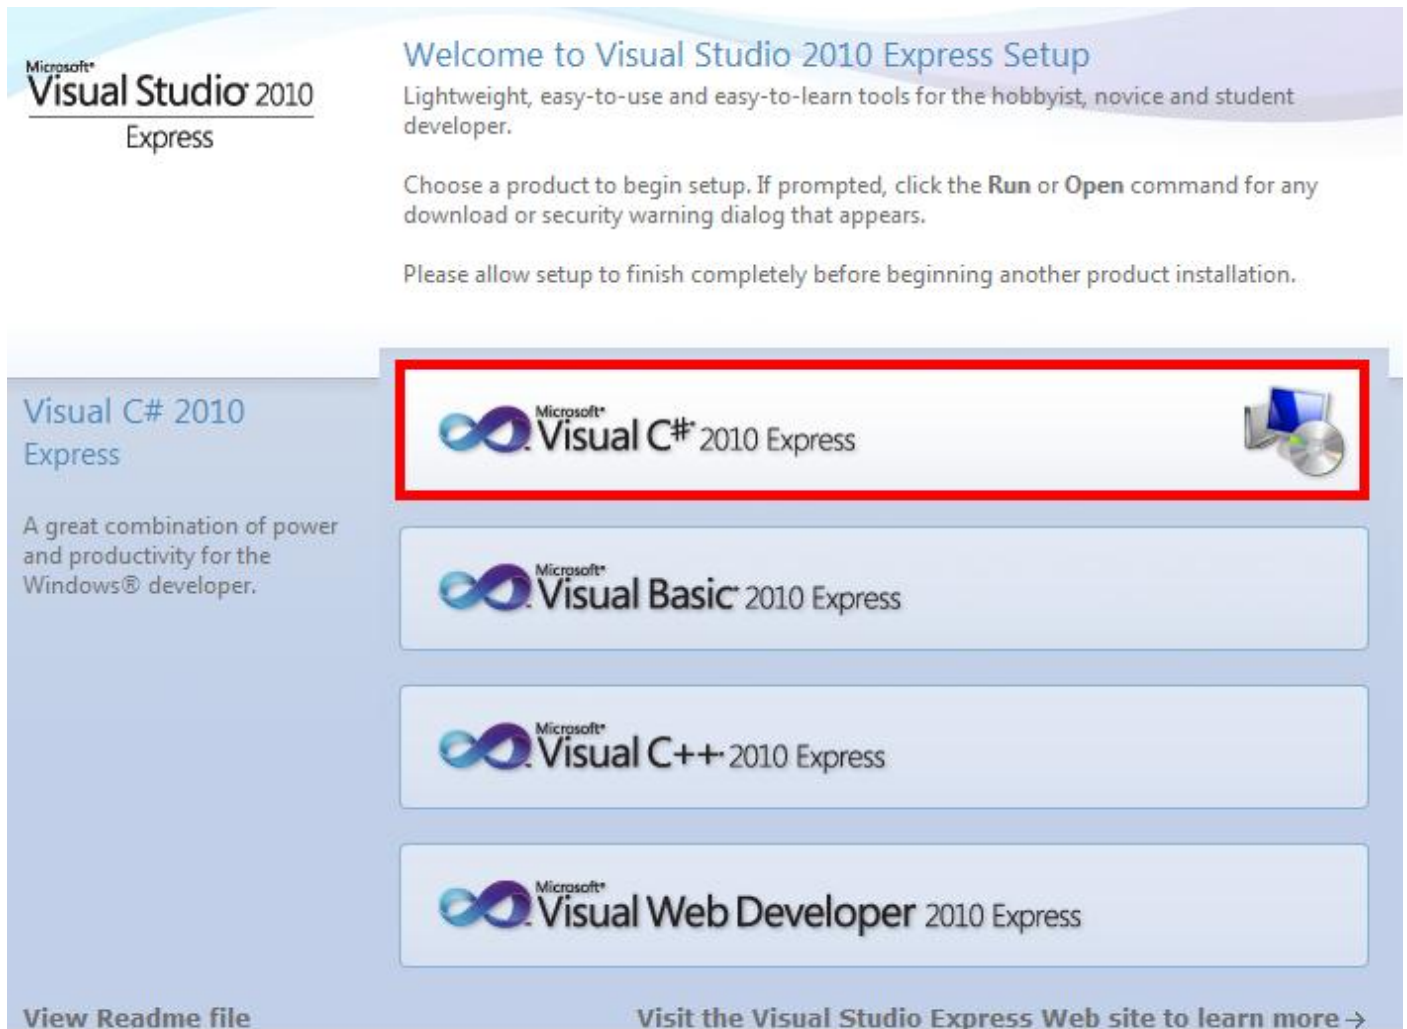 Microsoft®
Visual Studio® 2010
Express
Welcome to Visual Studio 2010 Express Setup
Lightweight, easy-to-use and easy-to-learn tools for the hobbyist, novice and student
developer.
Choose a product to begin setup. If prompted, click the Run or Open command for any
download or security warning dialog that appears.
Please allow setup to finish completely before beginning another product installation.
Visual C# 2010
Express
A great combination of power
and productivity for the
Windows® developer.
Microsoft®
Visual C#® 2010 Express
Microsoft®
Visual Basic® 2010 Express
Microsoft®
Visual C++® 2010 Express
Microsoft®
Visual Web Developer™ 2010 Express
View Readme file
Visit the Visual Studio Express Web site to learn more →